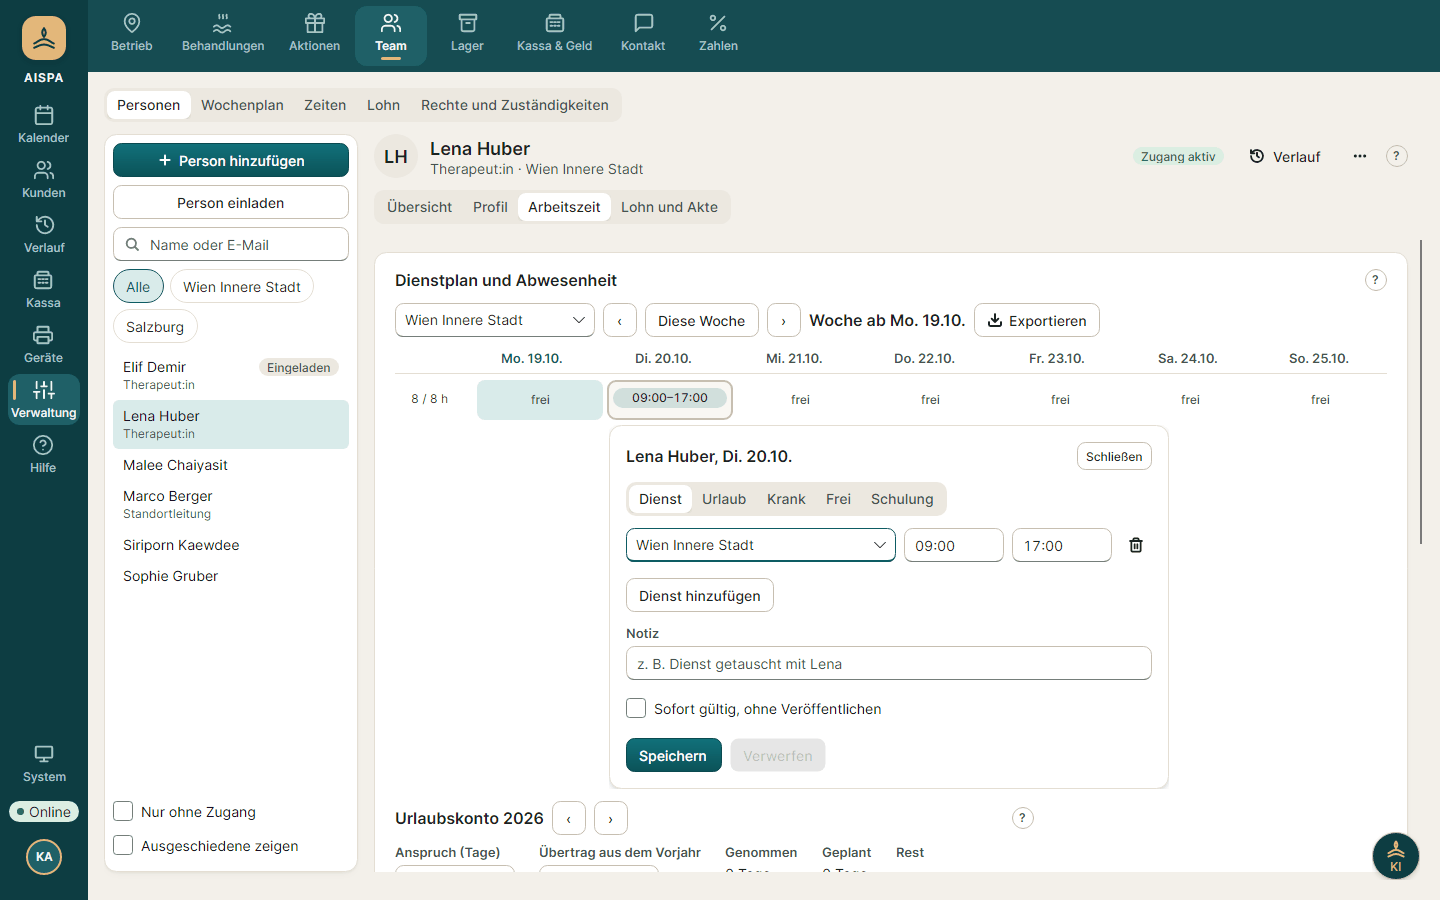 AISPA
Kalender
Kunden
Verlauf
Kassa
Geräte
Verwaltung
Hilfe
System
Online
KA
Betrieb
Behandlungen
Aktionen
Team
Lager
Kassa & Geld
Kontakt
Zahlen
Personen
Wochenplan
Zeiten
Lohn
Rechte und Zuständigkeiten
Person hinzufügen
Person einladen
Name oder E-Mail
Alle
Wien Innere Stadt
Salzburg
Elif Demir
Eingeladen
Therapeut:in
Lena Huber
Therapeut:in
Malee Chaiyasit
Marco Berger
Standortleitung
Siriporn Kaewdee
Sophie Gruber
Nur ohne Zugang
Ausgeschiedene zeigen
LH
Lena Huber
Therapeut:in · Wien Innere Stadt
Zugang aktiv
Verlauf
?
Übersicht
Profil
Arbeitszeit
Lohn und Akte
Dienstplan und Abwesenheit
?
Wien Innere Stadt
‹
Diese Woche
›
Woche ab Mo. 19.10.
Exportieren
Mo. 19.10.
Di. 20.10.
Mi. 21.10.
Do. 22.10.
Fr. 23.10.
Sa. 24.10.
So. 25.10.
8 / 8 h
frei
09:00–17:00
frei
frei
frei
frei
frei
Lena Huber, Di. 20.10.
Schließen
Dienst
Urlaub
Krank
Frei
Schulung
Wien Innere Stadt
09:00
17:00
Dienst hinzufügen
Notiz
z. B. Dienst getauscht mit Lena
Sofort gültig, ohne Veröffentlichen
Speichern
Verwerfen
Urlaubskonto 2026
‹
›
?
Anspruch (Tage)
Übertrag aus dem Vorjahr
Genommen
Geplant
Rest
KI